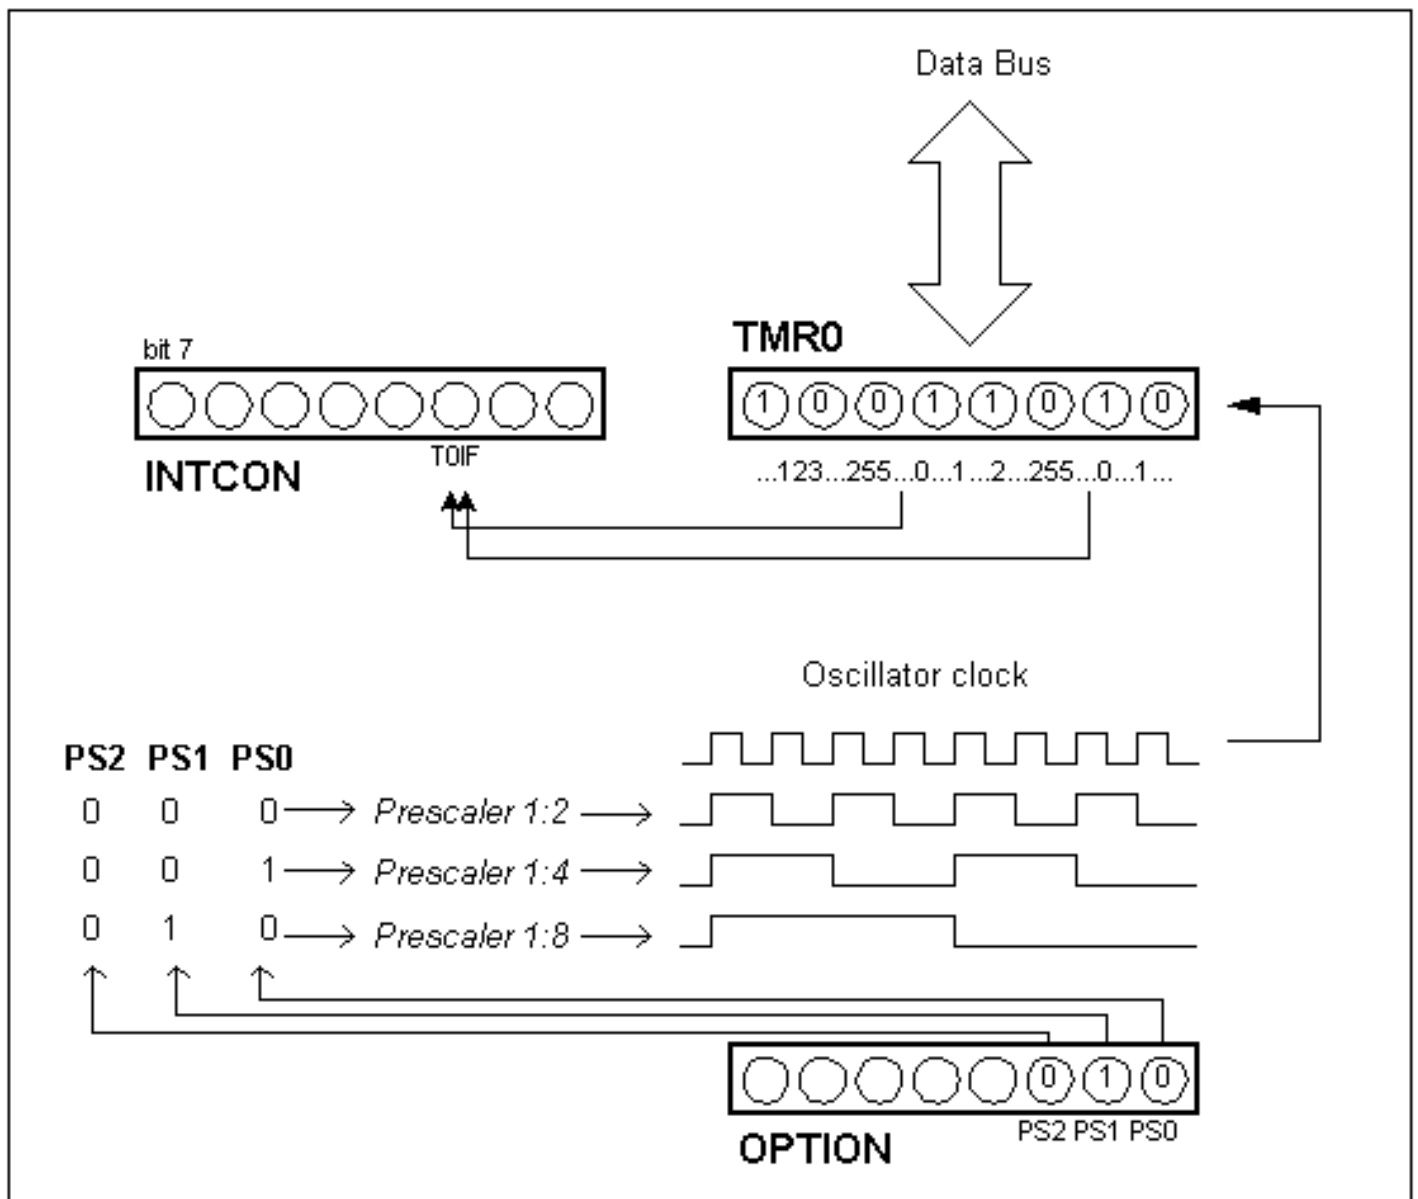 Data Bus
TMR0
bit 7
1 0 0 1 1 0 1 0
TOIF
INTCON
...123...255...0...1...2...255...0...1...
Oscillator clock
PS2 PS1 PS0
0 0 0 Prescaler 1:2
0 0 1 Prescaler 1:4
0 1 0 Prescaler 1:8
0 1 0
PS2 PS1 PS0
OPTION